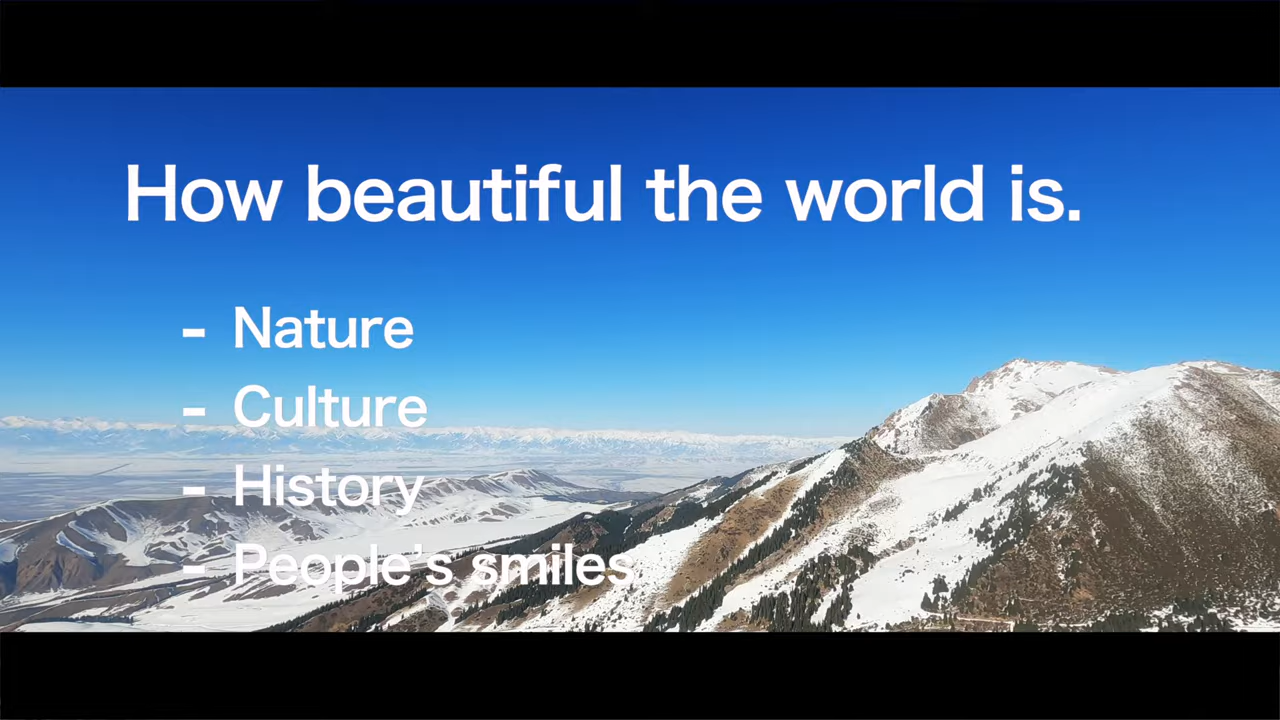 How beautiful the world is.
- Nature
- Culture
- History
- People's smiles